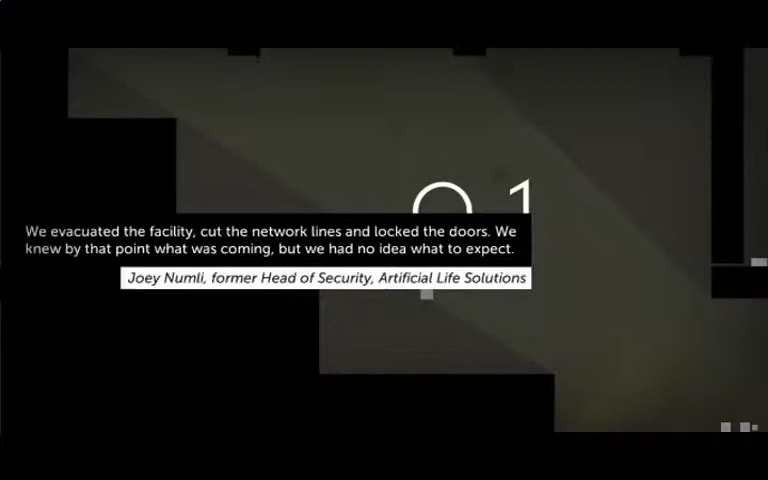 We evacuated the facility, cut the network lines and locked the doors. We
knew by that point what was coming, but we had no idea what to expect.
Joey Numli, former Head of Security, Artificial Life Solutions